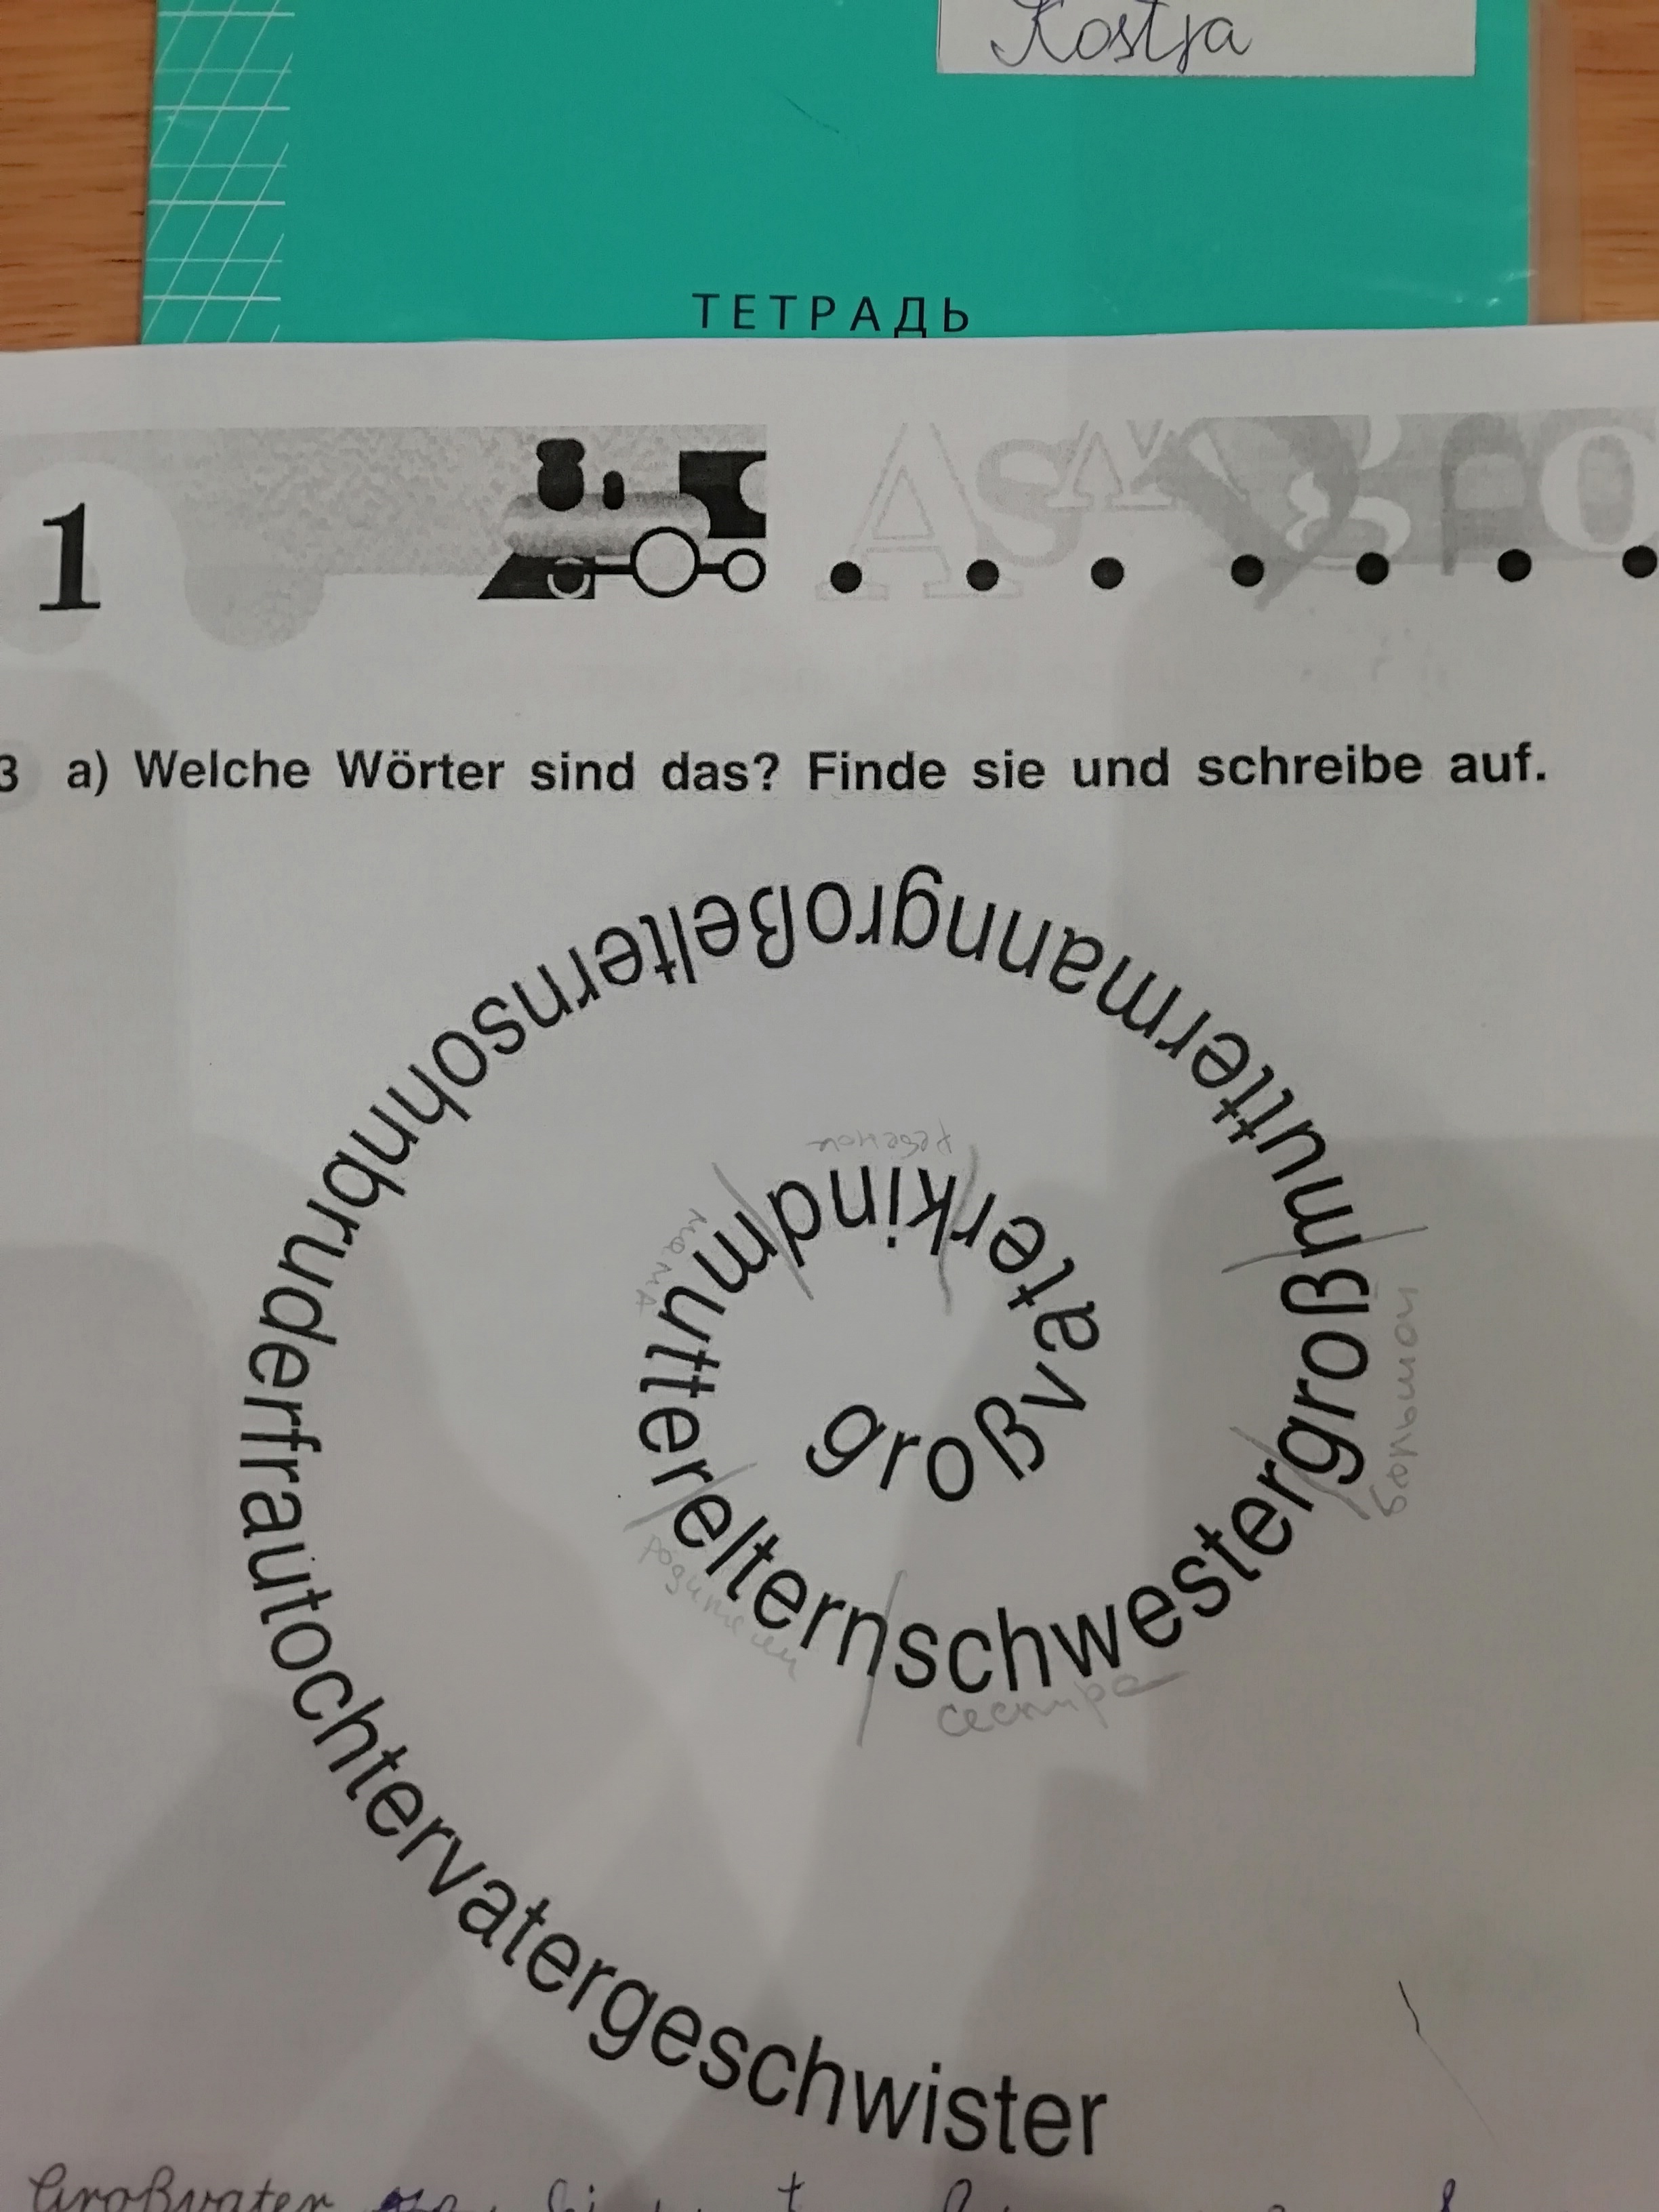 Kostja
ТЕТРАДЬ
1
3 a) Welche Wörter sind das? Finde sie und schreibe auf.
großvaterkindmutterelternschwestergroßmuttermanngroßelternsohnbruderfrautochtervatergeschwister
ребёнок
мама
родители
сестра
большой
Großvater